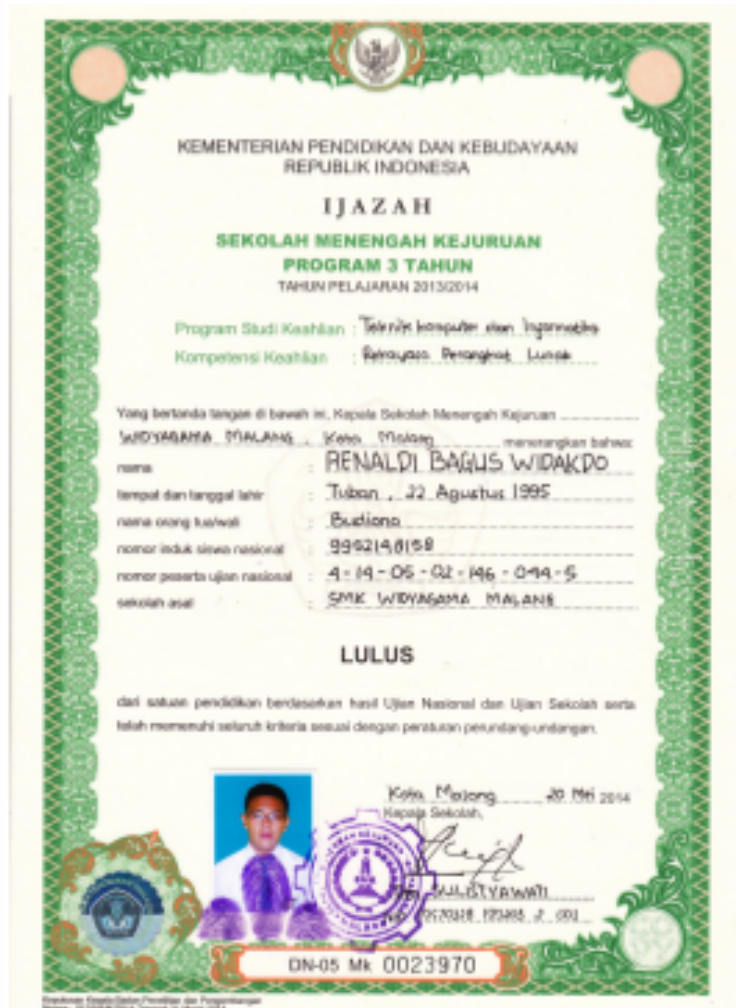 KEMENTERIAN PENDIDIKAN DAN KEBUDAYAAN
REPUBLIK INDONESIA
IJAZAH
SEKOLAH MENENGAH KEJURUAN
PROGRAM 3 TAHUN
TAHUN PELAJARAN 2013/2014
Program Studi Keahlian : Teknik komputer dan Informatika
Kompetensi Keahlian : Rekayasa Perangkat Lunak
Yang bertanda tangan di bawah ini, Kepala Sekolah Menengah Kejuruan
WIDYAGAMA MALANG, Kota Malang menerangkan bahwa:
nama : RENALDI BAGUS WIDAKDO
tempat dan tanggal lahir : Tuban, 22 Agustus 1995
nama orang tua/wali : Budiono
nomor induk siswa nasional : 9952148158
nomor peserta ujian nasional : 4-14-05-02-146-044-5
sekolah asal : SMK WIDYAGAMA MALANG
LULUS
dari satuan pendidikan berdasarkan hasil Ujian Nasional dan Ujian Sekolah serta
telah memenuhi seluruh kriteria sesuai dengan peraturan perundang-undangan.
Kota Malang, 20 Mei 2014
Kepala Sekolah,
SULISTYAWATI
DN-05 Mk 0023970